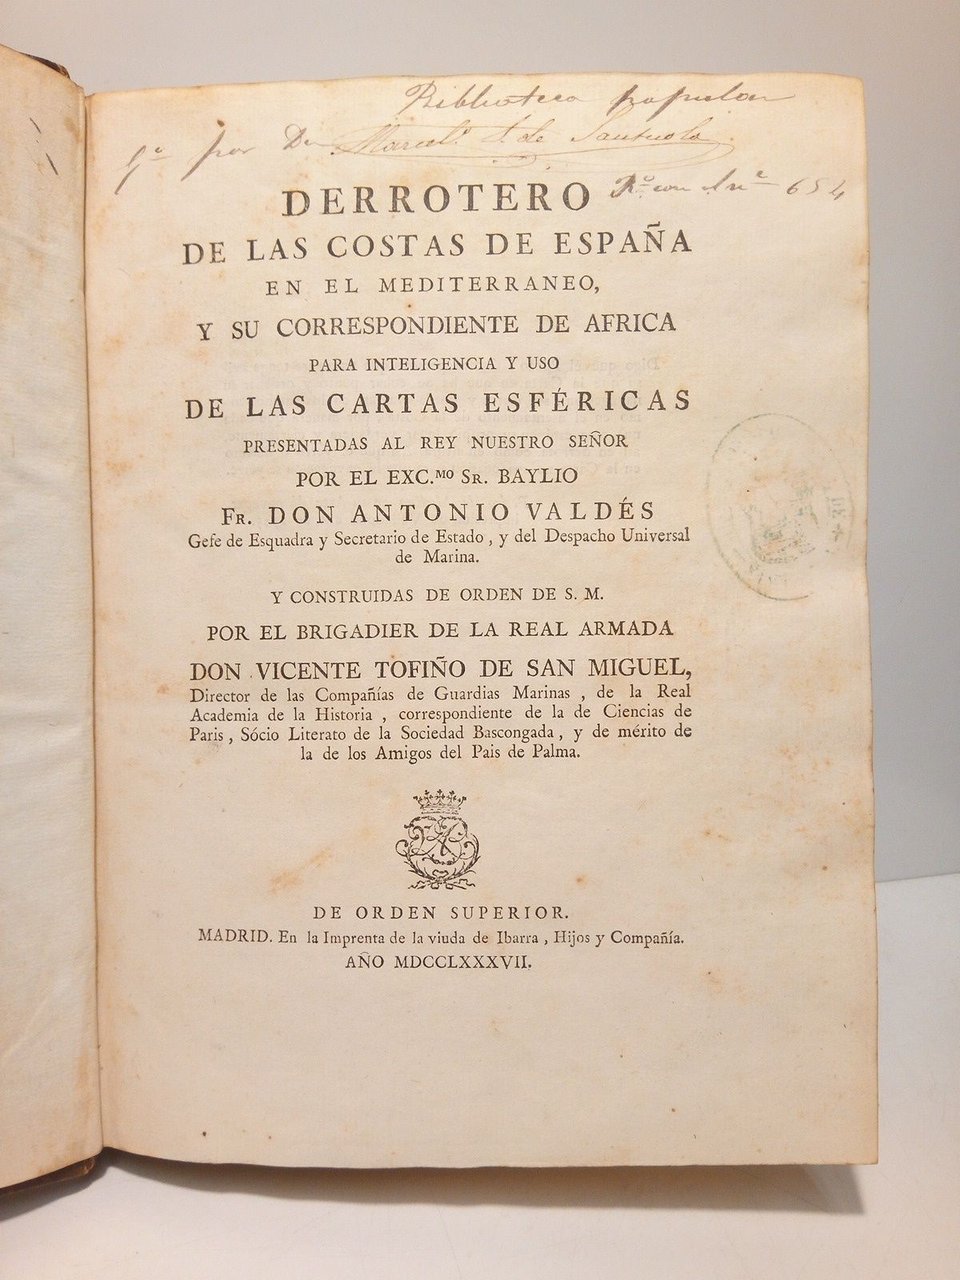 Biblioteca popular
por Dn Marcel.º S. de Sautuola
654
DERROTERO
DE LAS COSTAS DE ESPAÑA
EN EL MEDITERRANEO,
Y SU CORRESPONDIENTE DE AFRICA
PARA INTELIGENCIA Y USO
DE LAS CARTAS ESFÉRICAS
PRESENTADAS AL REY NUESTRO SEÑOR
POR EL EXC.MO SR. BAYLIO
FR. DON ANTONIO VALDÉS
Gefe de Esquadra y Secretario de Estado, y del Despacho Universal
de Marina.
Y CONSTRUIDAS DE ORDEN DE S. M.
POR EL BRIGADIER DE LA REAL ARMADA
DON VICENTE TOFIÑO DE SAN MIGUEL,
Director de las Compañías de Guardias Marinas, de la Real
Academia de la Historia, correspondiente de la de Ciencias de
Paris, Sócio Literato de la Sociedad Bascongada, y de mérito de
la de los Amigos del Pais de Palma.
DE ORDEN SUPERIOR.
MADRID. En la Imprenta de la viuda de Ibarra, Hijos y Compañía.
AÑO MDCCLXXXVII.